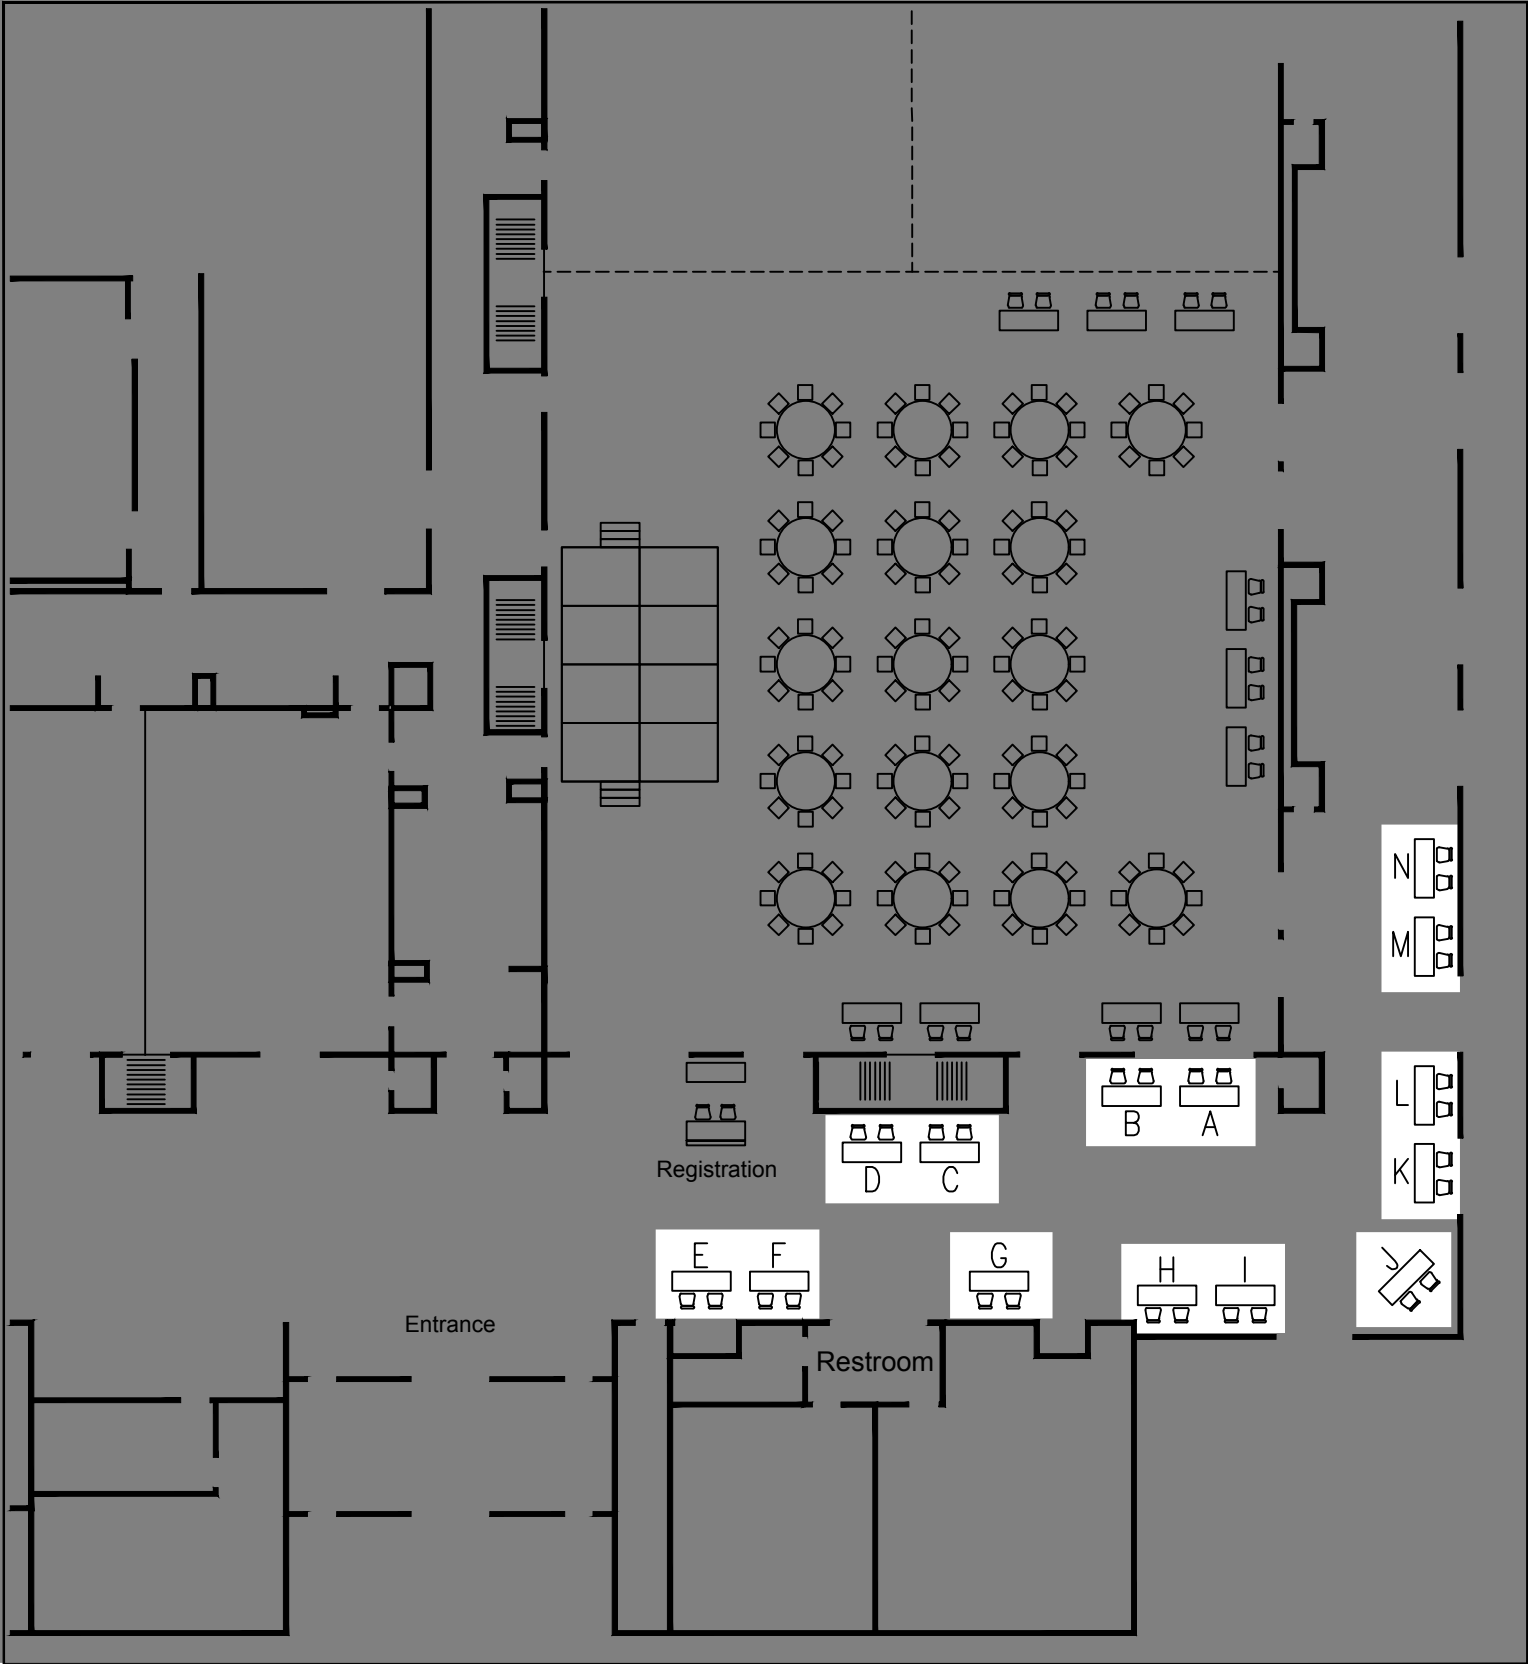 N
M
L
B A
K
Registration
D C
E F
G
H I
J
Entrance
Restroom